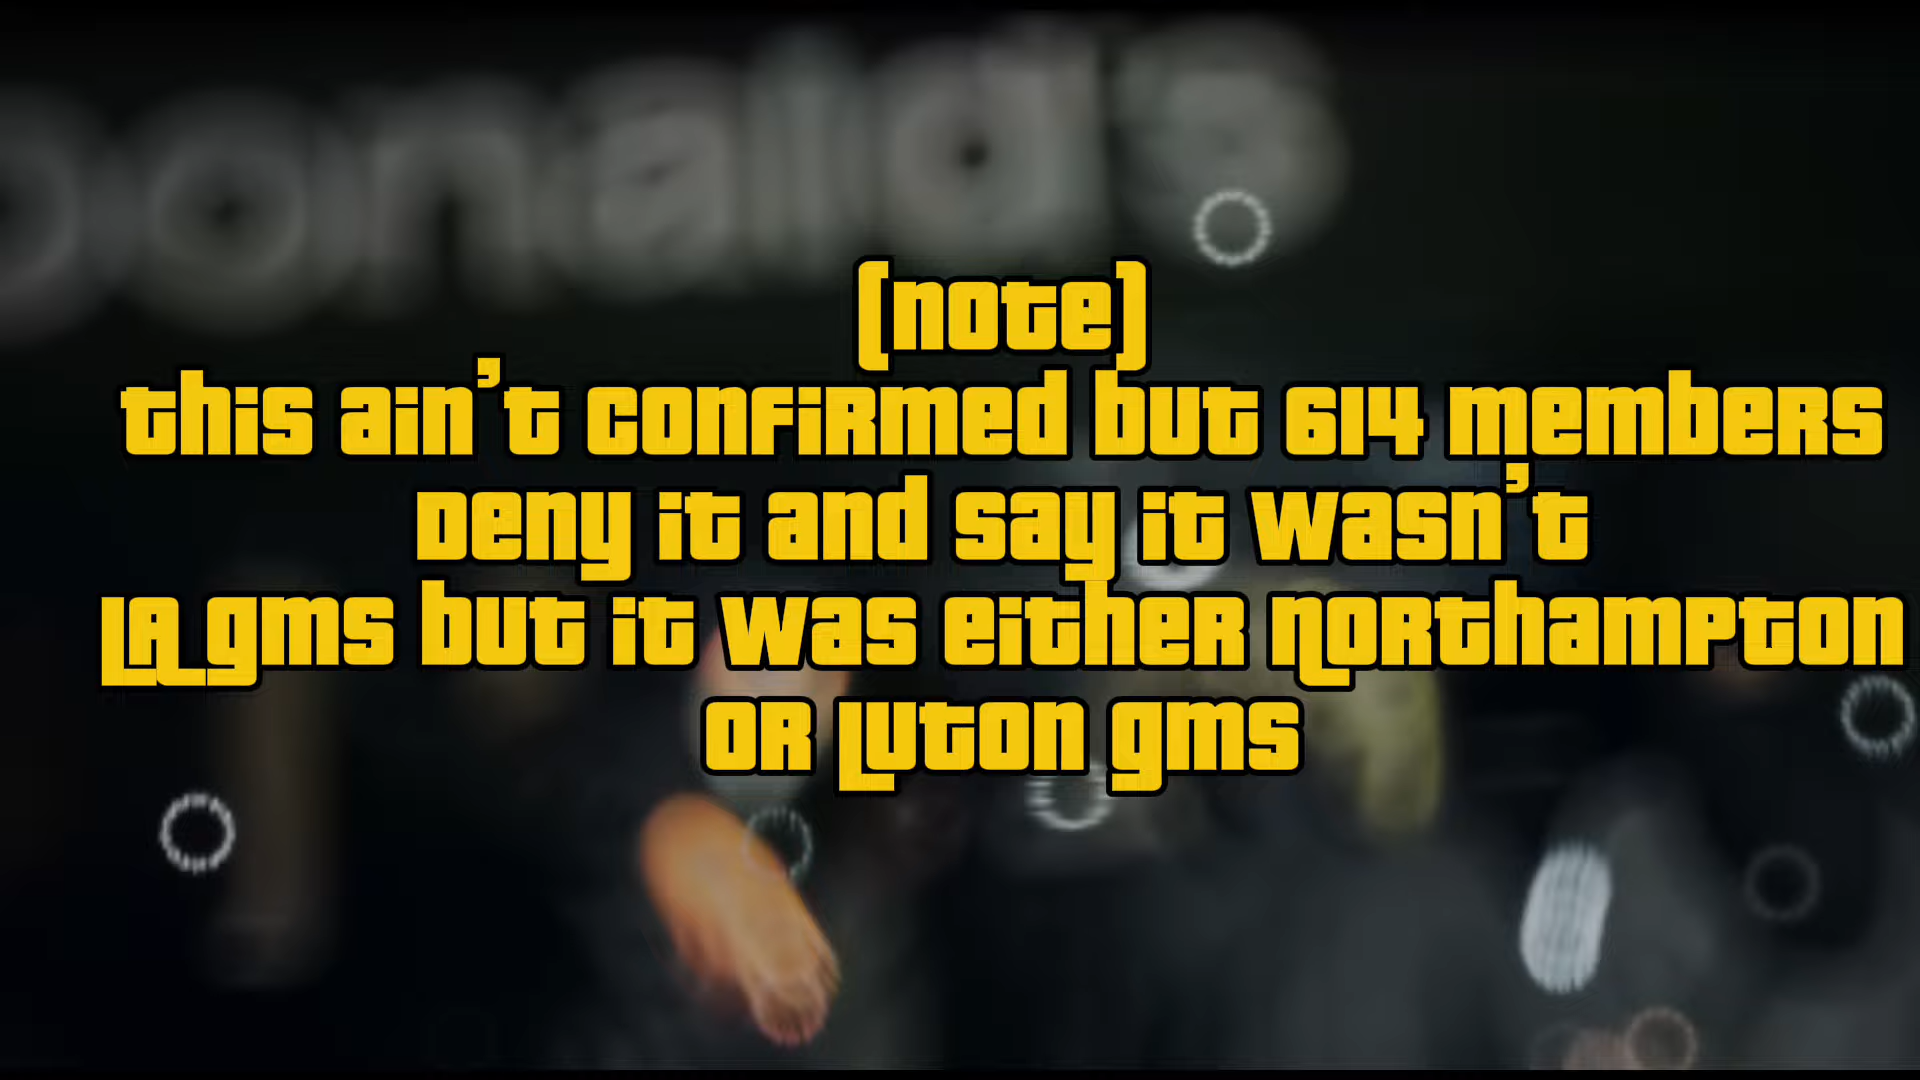 onalds
(note)
this ain't confirmed but 614 members
deny it and say it wasn't
LA gms but it was either Northampton
or Luton gms